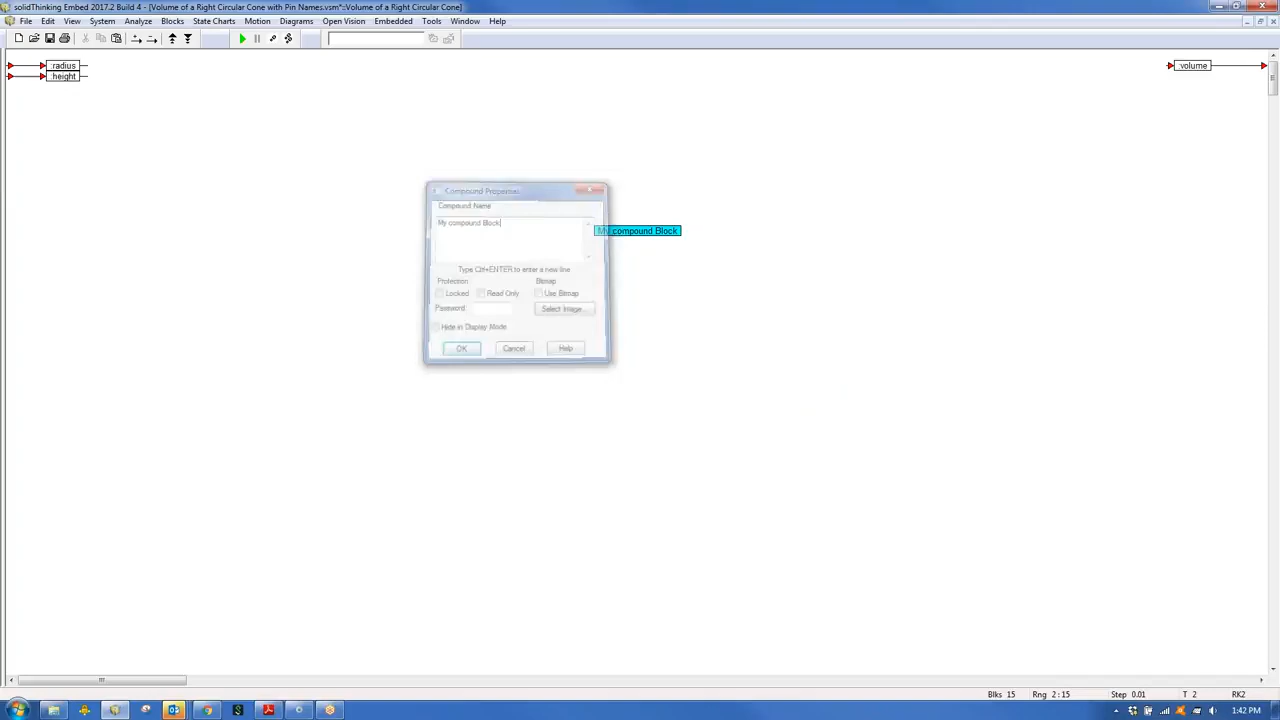 solidThinking Embed 2017.2 Build 4 - [Volume of a Right Circular Cone with Pin Names.vsm*::Volume of a Right Circular Cone]
File Edit View System Analyze Blocks State Charts Motion Diagrams Open Vision Embedded Tools Window Help
:radius
:height
:volume
Compound Properties
Compound Name
My compound Block
My compound Block
Type Ctrl+ENTER to enter a new line
Protection
Bitmap
Locked Read Only Use Bitmap
Password: Select Image...
Hide in Display Mode
OK Cancel Help
Blks 15 Rng 2:15 Step 0.01 T 2 RK2
1:42 PM